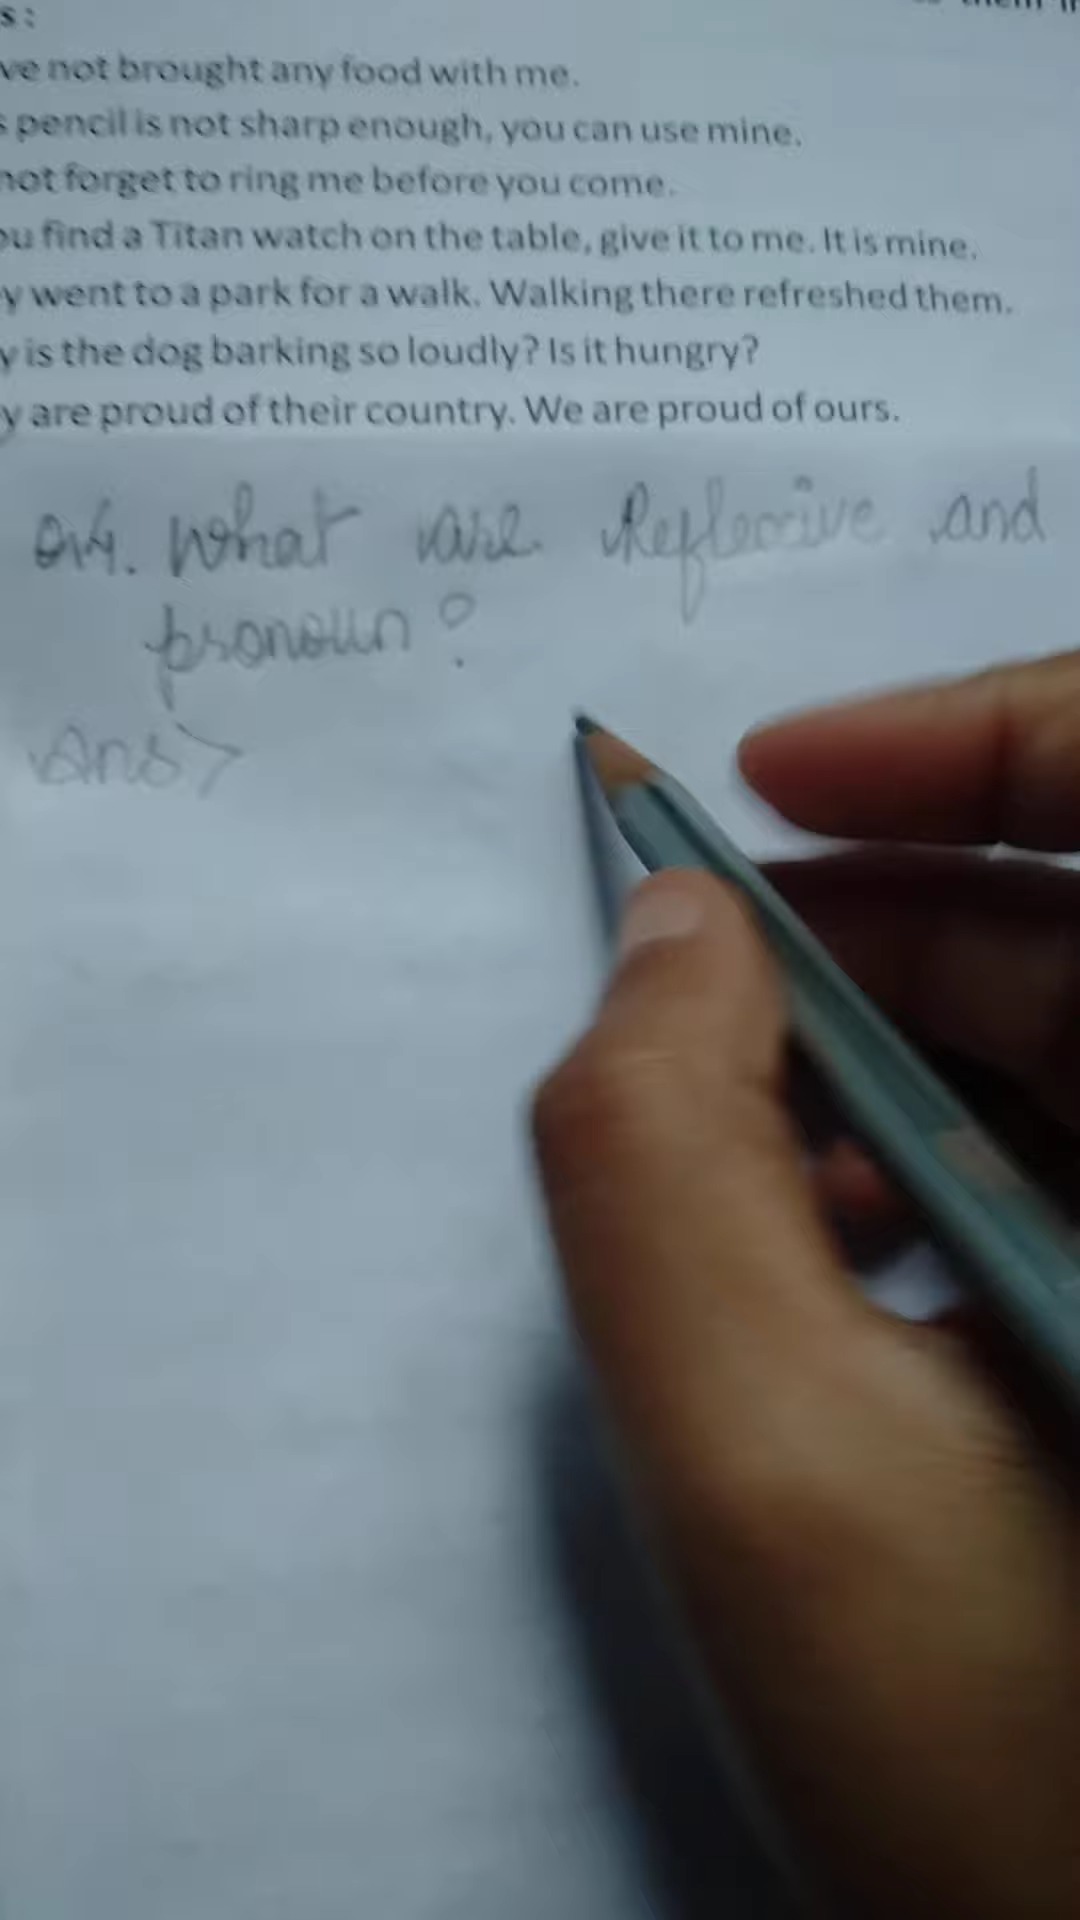 s:
ve not brought any food with me.
s pencil is not sharp enough, you can use mine.
not forget to ring me before you come.
ou find a Titan watch on the table, give it to me. It is mine.
y went to a park for a walk. Walking there refreshed them.
y is the dog barking so loudly? Is it hungry?
y are proud of their country. We are proud of ours.
What are Reflexive and
pronoun?
Ans>